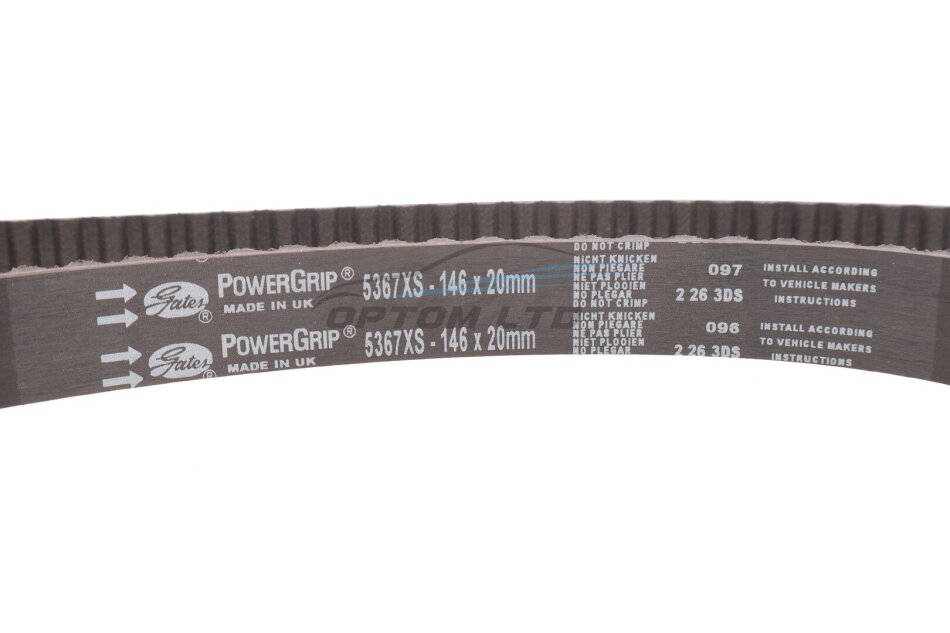 DO NOT CRIMP
Gates ® POWERGRIP® 5367XS - 146 x 20mm
MADE IN UK
NICHT KNICKEN
NON PIEGARE
NE PAS PLIER
NIET PLOOIEN
NO PLEGAR
097
2 26 3DS
INSTALL ACCORDING
TO VEHICLE MAKERS
INSTRUCTIONS
OPTOM LTD
DO NOT CRIMP
Gates ® POWERGRIP® 5367XS - 146 x 20mm
MADE IN UK
NICHT KNICKEN
NON PIEGARE
NE PAS PLIER
NIET PLOOIEN
NO PLEGAR
096
2 26 3DS
INSTALL ACCORDING
TO VEHICLE MAKERS
INSTRUCTIONS